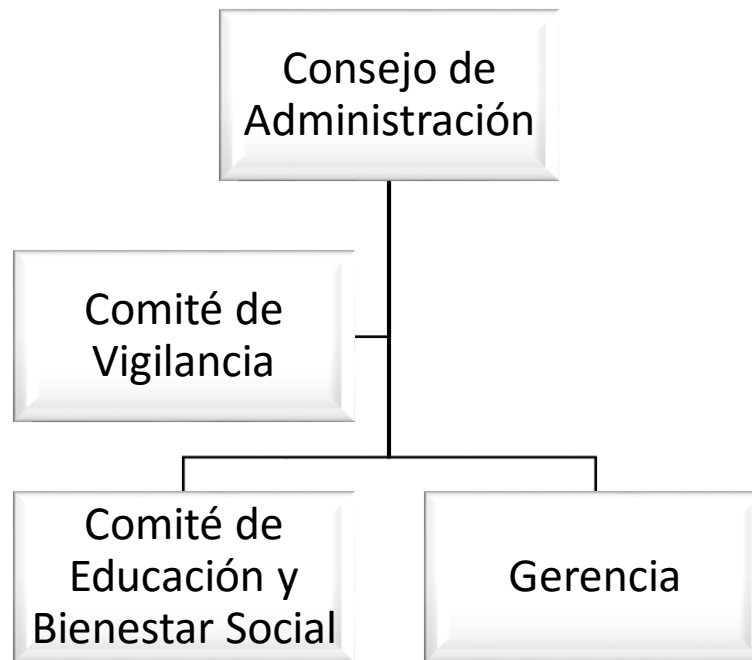 Consejo de
Administración
Comité de
Vigilancia
Comité de
Educación y
Bienestar Social
Gerencia